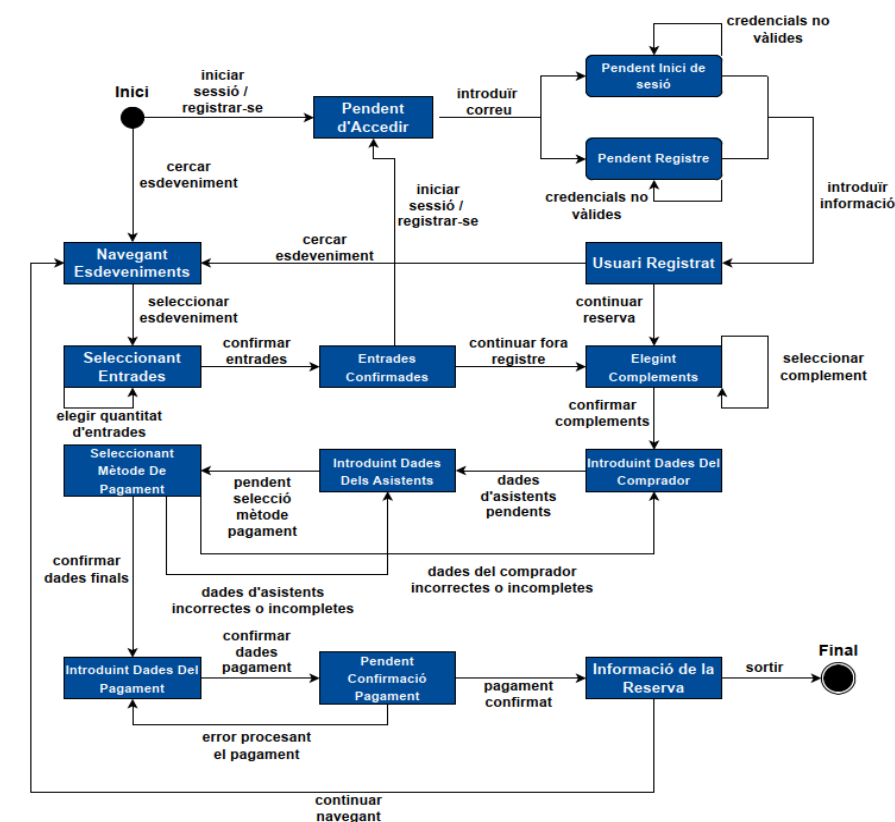 credencials no
vàlides
Pendent Inici de
sesió
Inici
iniciar
sessió /
registrar-se
Pendent
d'Accedir
introduïr
correu
Pendent Registre
cercar
esdeveniment
iniciar
sessió /
registrar-se
credencials no
vàlides
introduïr
informació
Navegant
Esdeveniments
cercar
esdeveniment
Usuari Registrat
seleccionar
esdeveniment
continuar
reserva
Seleccionant
Entrades
confirmar
entrades
Entrades
Confirmades
continuar fora
registre
Elegint
Complements
seleccionar
complement
elegir quantitat
d'entrades
confirmar
complements
Seleccionant
Mètode De
Pagament
pendent
selecció
mètode
pagament
Introduint Dades
Dels Asistents
dades
d'asistents
pendents
Introduint Dades Del
Comprador
confirmar
dades finals
dades d'asistents
incorrectes o incompletes
dades del comprador
incorrectes o incompletes
Introduint Dades Del
Pagament
confirmar
dades
pagament
Pendent
Confirmació
Pagament
pagament
confirmat
Informació de la
Reserva
sortir
Final
error procesant
el pagament
continuar
navegant